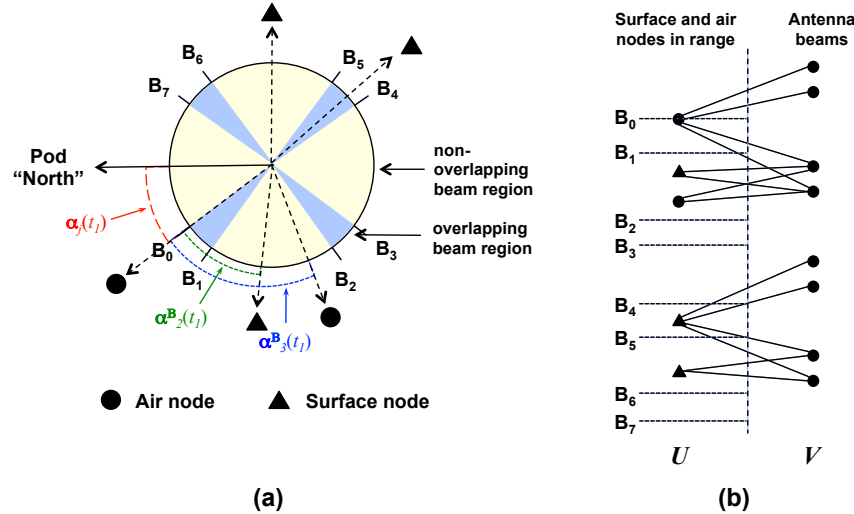 B6
B5
B7
B4
Pod
“North”
non-
overlapping
beam region
αj(t1)
B0
B1
B3
B2
overlapping
beam region
αB2(t1)
αB3(t1)
Air node
Surface node
(a)
Surface and air
nodes in range
Antenna
beams
B0
B1
B2
B3
B4
B5
B6
B7
U
V
(b)